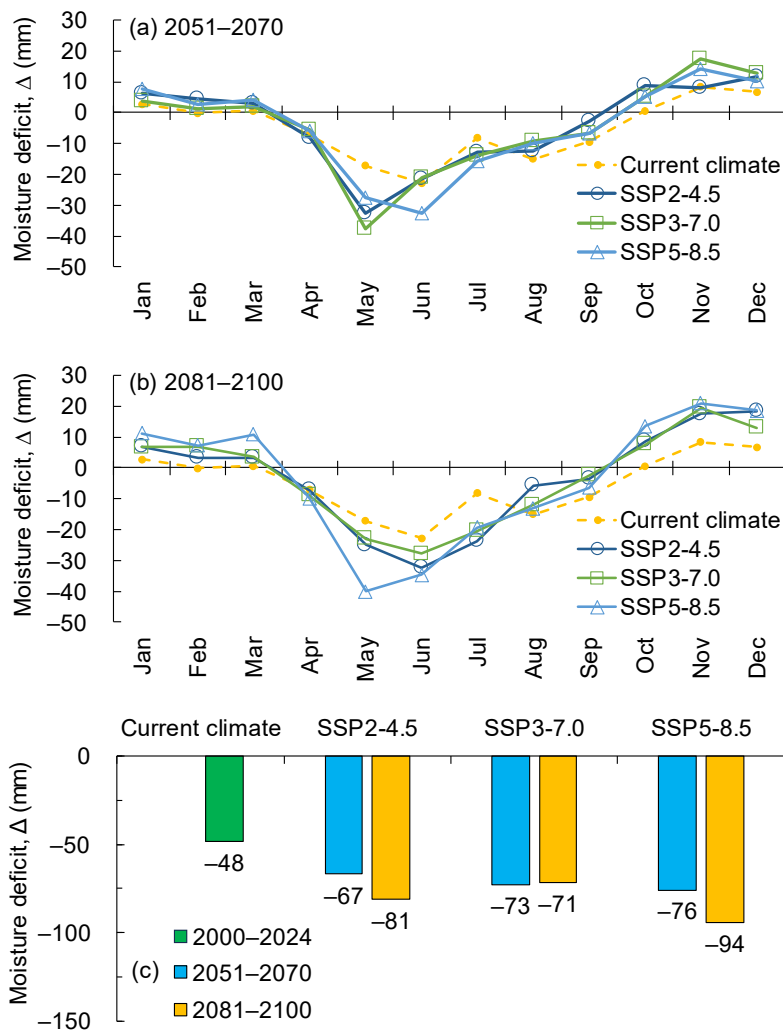 (a) 2051–2070
Moisture deficit, Δ (mm)
30
20
10
0
–10
–20
–30
–40
–50
Current climate
SSP2-4.5
SSP3-7.0
SSP5-8.5
Jan Feb Mar Apr May Jun Jul Aug Sep Oct Nov Dec
(b) 2081–2100
Moisture deficit, Δ (mm)
30
20
10
0
–10
–20
–30
–40
–50
Current climate
SSP2-4.5
SSP3-7.0
SSP5-8.5
Jan Feb Mar Apr May Jun Jul Aug Sep Oct Nov Dec
Current climate SSP2-4.5 SSP3-7.0 SSP5-8.5
Moisture deficit, Δ (mm)
0
–50
–100
–150
–48
–67
–81
–73
–71
–76
–94
2000–2024
(c) 2051–2070
2081–2100